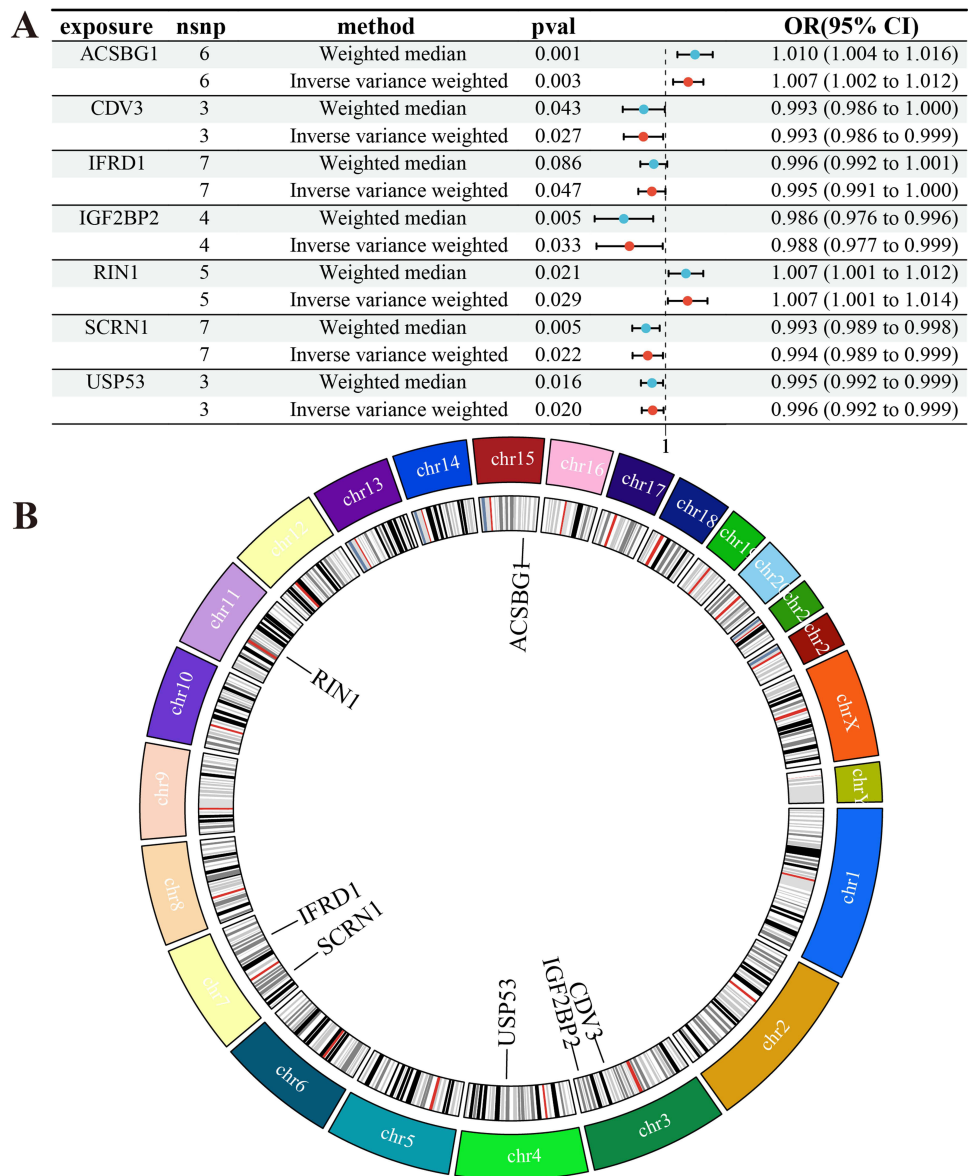 A
exposure nsnp method pval OR(95% CI)
ACSBG1 6 Weighted median 0.001 1.010 (1.004 to 1.016)
6 Inverse variance weighted 0.003 1.007 (1.002 to 1.012)
CDV3 3 Weighted median 0.043 0.993 (0.986 to 1.000)
3 Inverse variance weighted 0.027 0.993 (0.986 to 0.999)
IFRD1 7 Weighted median 0.086 0.996 (0.992 to 1.001)
7 Inverse variance weighted 0.047 0.995 (0.991 to 1.000)
IGF2BP2 4 Weighted median 0.005 0.986 (0.976 to 0.996)
4 Inverse variance weighted 0.033 0.988 (0.977 to 0.999)
RIN1 5 Weighted median 0.021 1.007 (1.001 to 1.012)
5 Inverse variance weighted 0.029 1.007 (1.001 to 1.014)
SCRN1 7 Weighted median 0.005 0.993 (0.989 to 0.998)
7 Inverse variance weighted 0.022 0.994 (0.989 to 0.999)
USP53 3 Weighted median 0.016 0.995 (0.992 to 0.999)
3 Inverse variance weighted 0.020 0.996 (0.992 to 0.999)
1
B
chr1
chr2
chr3
chr4
chr5
chr6
chr7
chr8
chr9
chr10
chr11
chr12
chr13
chr14
chr15
chr16
chr17
chr18
chr19
chr2
chr2
chr2
chrX
chrY
ACSBG1
RIN1
IFRD1
SCRN1
USP53
IGF2BP2
CDV3